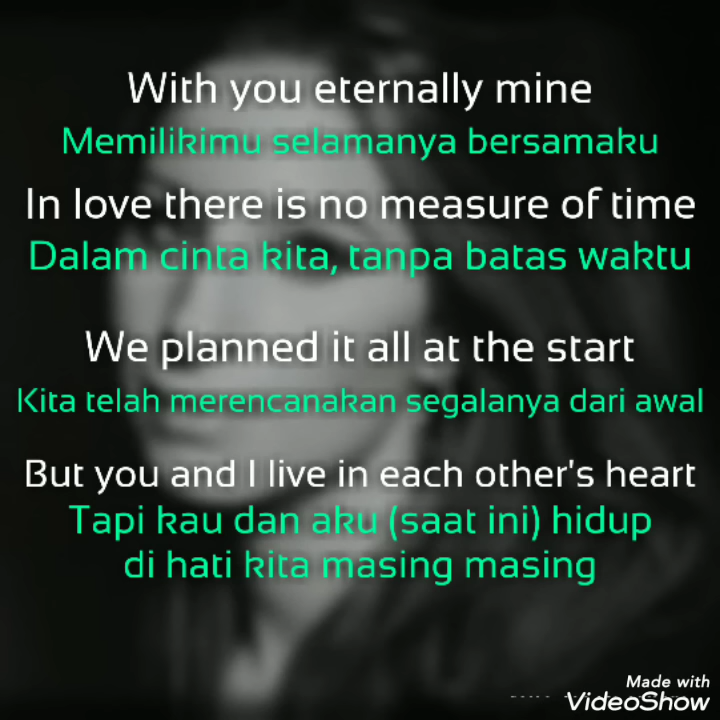 With you eternally mine
Memilikimu selamanya bersamaku
In love there is no measure of time
Dalam cinta kita, tanpa batas waktu
We planned it all at the start
Kita telah merencanakan segalanya dari awal
But you and I live in each other's heart
Tapi kau dan aku (saat ini) hidup
di hati kita masing masing
Made with
VideoShow